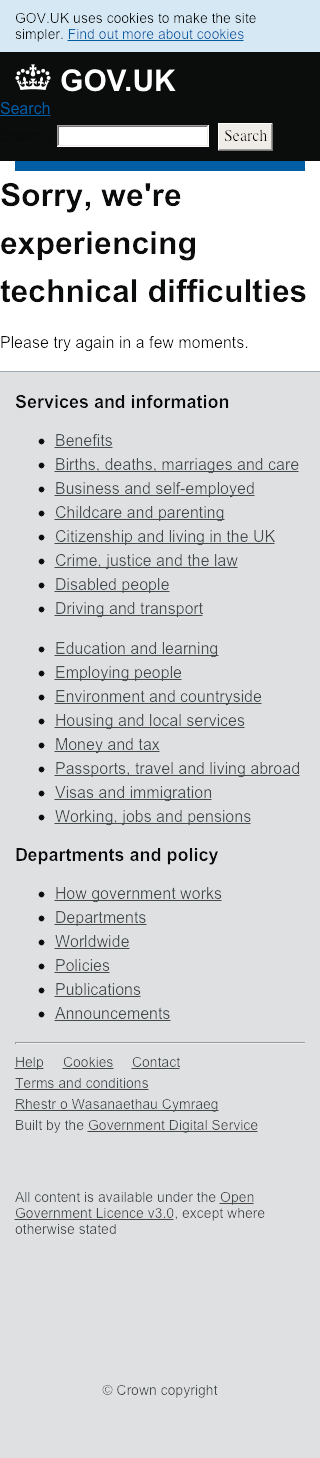 GOV.UK uses cookies to make the site
simpler. Find out more about cookies
GOV.UK
Search
Search
Sorry, we're
experiencing
technical difficulties
Please try again in a few moments.
Services and information
Benefits
Births, deaths, marriages and care
Business and self-employed
Childcare and parenting
Citizenship and living in the UK
Crime, justice and the law
Disabled people
Driving and transport
Education and learning
Employing people
Environment and countryside
Housing and local services
Money and tax
Passports, travel and living abroad
Visas and immigration
Working, jobs and pensions
Departments and policy
How government works
Departments
Worldwide
Policies
Publications
Announcements
Help Cookies Contact
Terms and conditions
Rhestr o Wasanaethau Cymraeg
Built by the Government Digital Service
All content is available under the Open
Government Licence v3.0, except where
otherwise stated
© Crown copyright